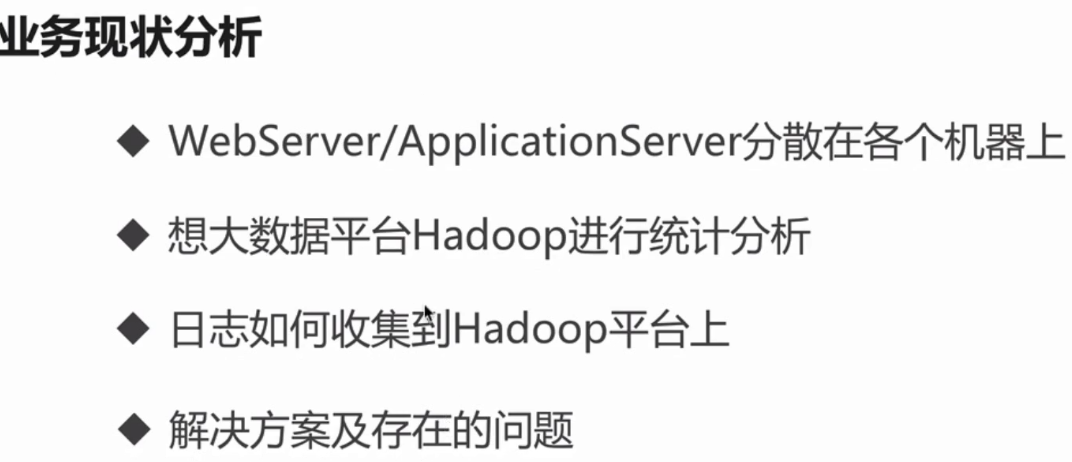 业务现状分析
◆ WebServer/ApplicationServer分散在各个机器上
◆ 想大数据平台Hadoop进行统计分析
◆ 日志如何收集到Hadoop平台上
◆ 解决方案及存在的问题